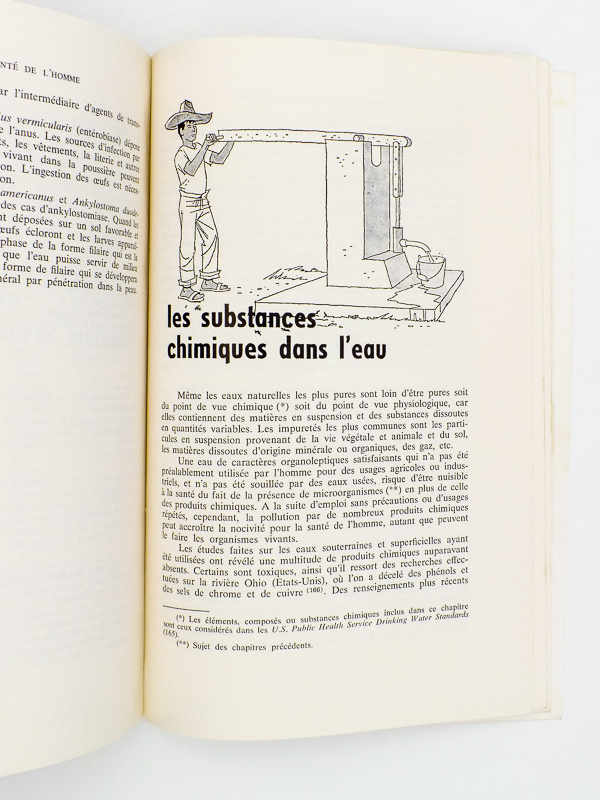 NTÉ DE L'HOMME
ar l'intermédiaire d'agents de trans-
us vermicularis (entérobiase) dépose
e l'anus. Les sources d'infection par
ts, les vêtements, la literie et autres
vivant dans la poussière peuvent
on. L'ingestion des œufs est néces-
on.
americanus et Ankylostoma duode-
des cas d'ankylostomiase. Quand les
nt déposées sur un sol favorable et
œufs écloront et les larves apparaî-
phase de la forme filaire qui est la
que l'eau puisse servir de milieu
forme de filaire qui se développera
néral par pénétration dans la peau.
les substances
chimiques dans l'eau
Même les eaux naturelles les plus pures sont loin d'être pures soit
du point de vue chimique (*) soit du point de vue physiologique, car
elles contiennent des matières en suspension et des substances dissoutes
en quantités variables. Les impuretés les plus communes sont les parti-
cules en suspension provenant de la vie végétale et animale et du sol,
les matières dissoutes d'origine minérale ou organiques, des gaz, etc.
Une eau de caractères organoleptiques satisfaisants qui n'a pas été
préalablement utilisée par l'homme pour des usages agricoles ou indus-
triels, et n'a pas été souillée par des eaux usées, risque d'être nuisible
à la santé du fait de la présence de microorganismes (**) en plus de celle
des produits chimiques. A la suite d'emploi sans précautions ou d'usages
répétés, cependant, la pollution par de nombreux produits chimiques
peut accroître la nocivité pour la santé de l'homme, autant que peuvent
le faire les organismes vivants.
Les études faites sur les eaux souterraines et superficielles ayant
été utilisées ont révélé une multitude de produits chimiques auparavant
absents. Certains sont toxiques, ainsi qu'il ressort des recherches effec-
tuées sur la rivière Ohio (Etats-Unis), où l'on a décelé des phénols et
des sels de chrome et de cuivre (166). Des renseignements plus récents
(*) Les éléments, composés ou substances chimiques inclus dans ce chapitre
sont ceux considérés dans les U.S. Public Health Service Drinking Water Standards
(165).
(**) Sujet des chapitres précédents.